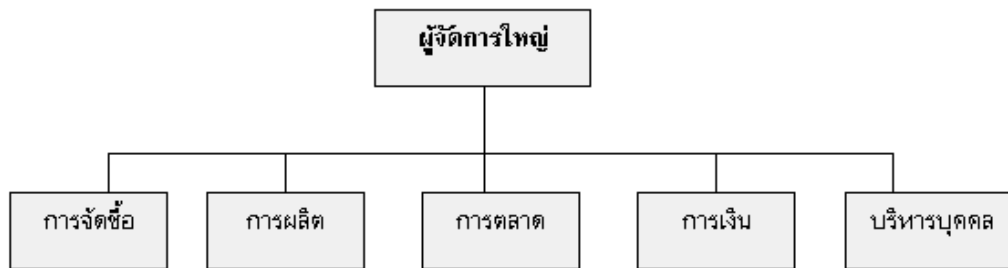 ผู้จัดการใหญ่
การจัดซื้อ
การผลิต
การตลาด
การเงิน
บริหารบุคคล